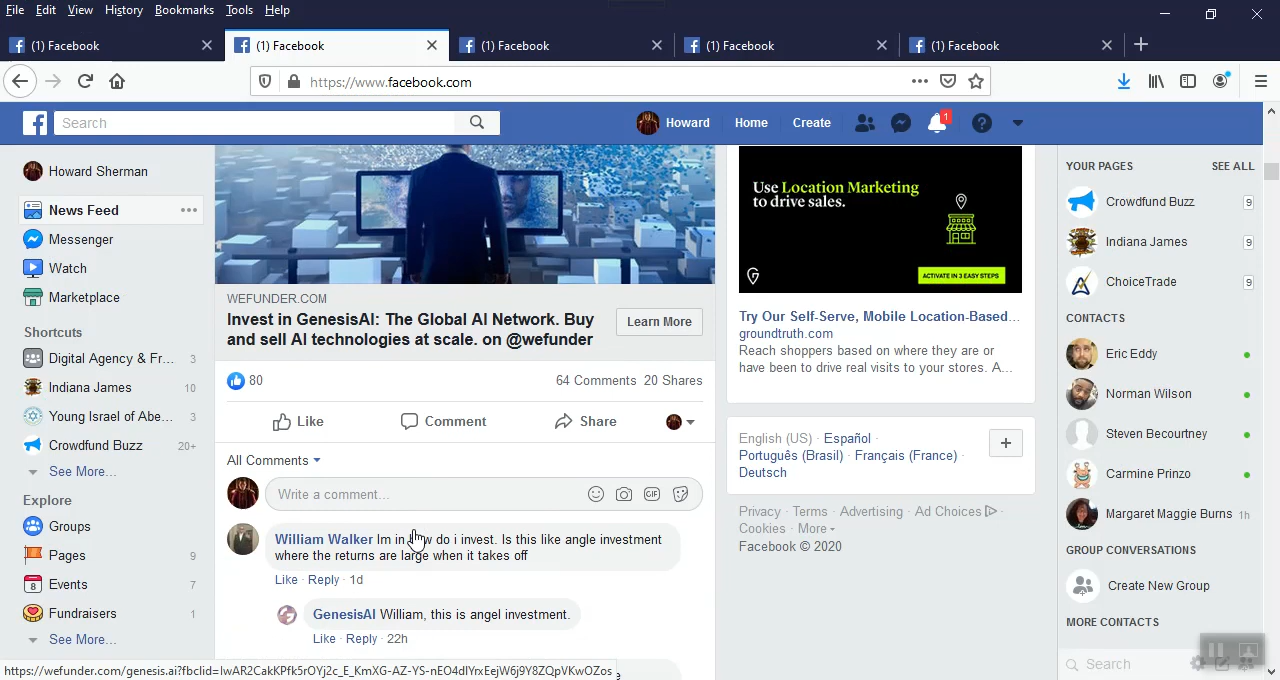 File Edit View History Bookmarks Tools Help
(1) Facebook (1) Facebook (1) Facebook (1) Facebook (1) Facebook
https://www.facebook.com
Search Howard Home Create 1
Howard Sherman
News Feed
Messenger
Watch
Marketplace
Shortcuts
Digital Agency & Fr... 3
Indiana James 10
Young Israel of Abe... 3
Crowdfund Buzz 20+
See More...
Explore
Groups
Pages 9
Events 7
Fundraisers 1
See More...
WEFUNDER.COM
Invest in GenesisAI: The Global AI Network. Buy
and sell AI technologies at scale. on @wefunder
Learn More
80 64 Comments 20 Shares
Like Comment Share
All Comments
Write a comment...
GIF
William Walker Im in do i invest. Is this like angle investment
where the returns are large when it takes off
Like · Reply · 1d
GenesisAI William, this is angel investment.
Like · Reply · 22h
Use Location Marketing
to drive sales.
ACTIVATE IN 3 EASY STEPS
Try Our Self-Serve, Mobile Location-Based...
groundtruth.com
Reach shoppers based on where they are or
have been to drive real visits to your stores. A...
English (US) · Español ·
Português (Brasil) · Français (France) ·
Deutsch
Privacy · Terms · Advertising · Ad Choices
Cookies · More
Facebook © 2020
YOUR PAGES SEE ALL
Crowdfund Buzz 9
Indiana James 9
ChoiceTrade 9
CONTACTS
Eric Eddy
Norman Wilson
Steven Becourtney
Carmine Prinzo
Margaret Maggie Burns 1h
GROUP CONVERSATIONS
Create New Group
MORE CONTACTS
Search